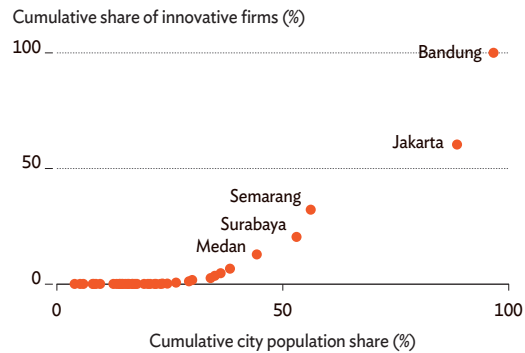 Cumulative share of innovative firms (%)
100
Bandung
Jakarta
50
Semarang
Surabaya
Medan
0
0
50
100
Cumulative city population share (%)